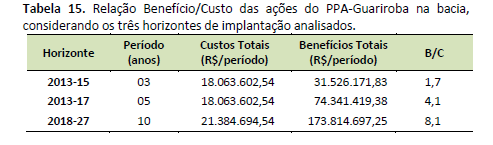 Tabela 15. Relação Benefício/Custo das ações do PPA-Guariroba na bacia,
considerando os três horizontes de implantação analisados.
Horizonte Período (anos) Custos Totais (R$/período) Benefícios Totais (R$/período) B/C
2013-15 03 18.063.602,54 31.526.171,83 1,7
2013-17 05 18.063.602,54 74.341.419,38 4,1
2018-27 10 21.384.694,54 173.814.697,25 8,1